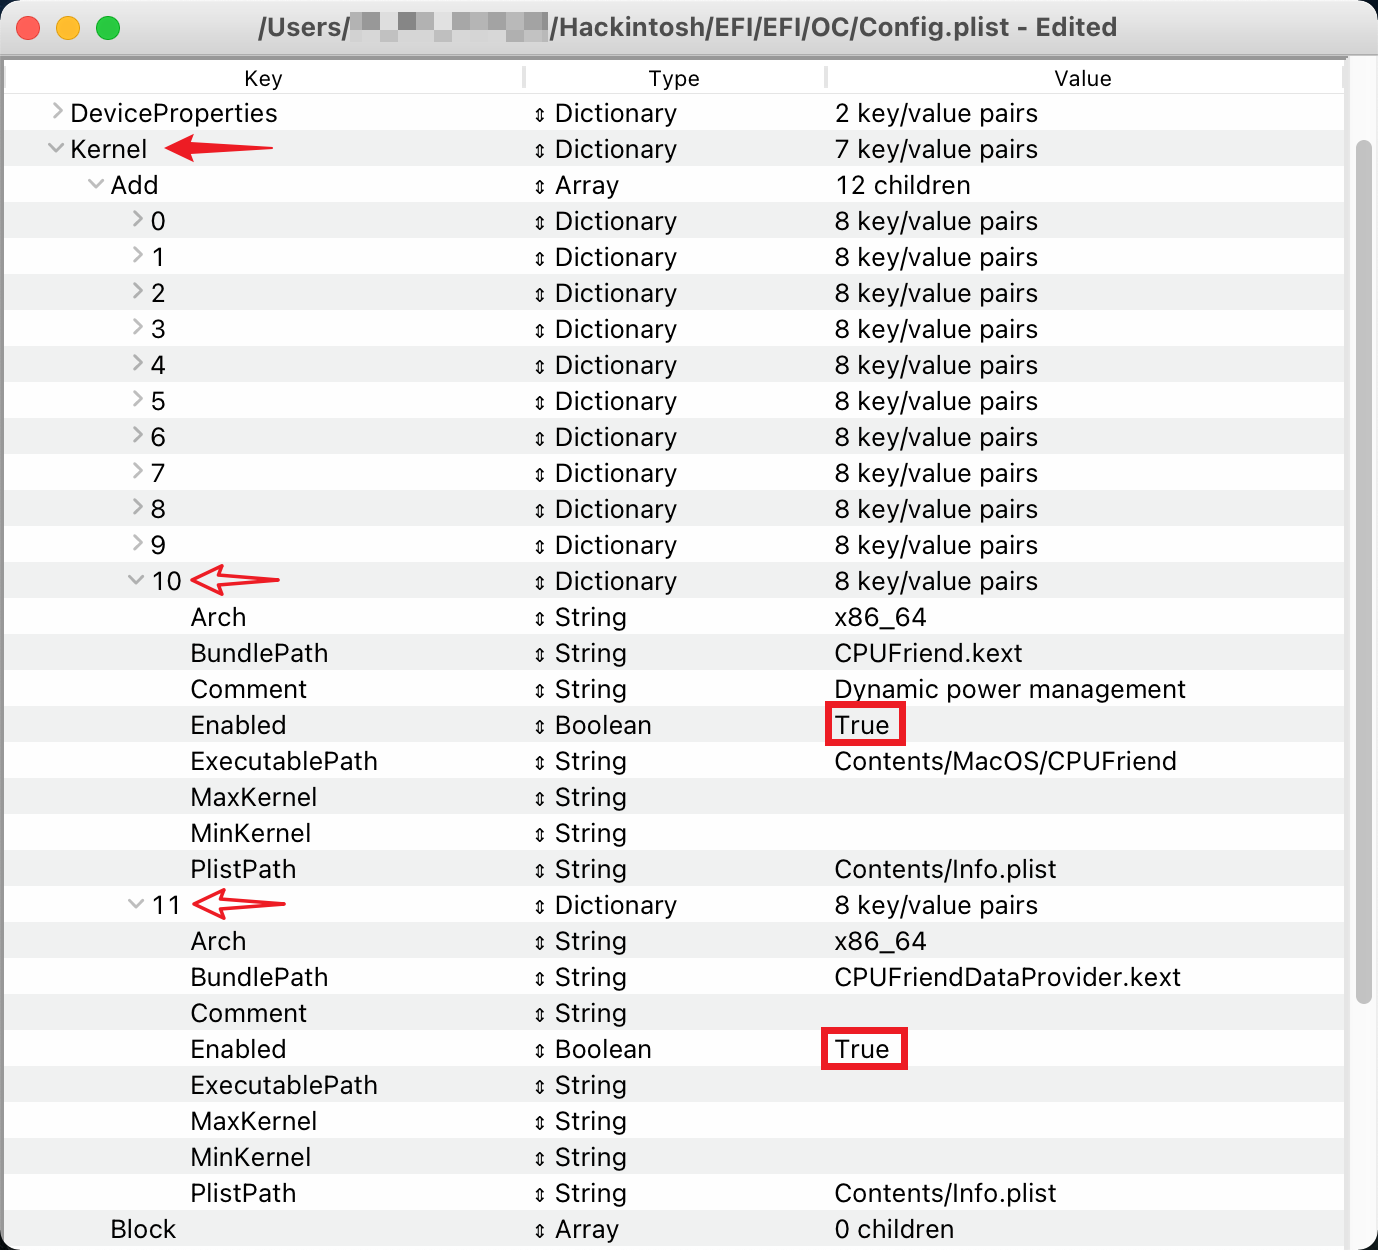 /Users/ /Hackintosh/EFI/EFI/OC/Config.plist - Edited
Key Type Value
DeviceProperties Dictionary 2 key/value pairs
Kernel Dictionary 7 key/value pairs
Add Array 12 children
0 Dictionary 8 key/value pairs
1 Dictionary 8 key/value pairs
2 Dictionary 8 key/value pairs
3 Dictionary 8 key/value pairs
4 Dictionary 8 key/value pairs
5 Dictionary 8 key/value pairs
6 Dictionary 8 key/value pairs
7 Dictionary 8 key/value pairs
8 Dictionary 8 key/value pairs
9 Dictionary 8 key/value pairs
10 Dictionary 8 key/value pairs
Arch String x86_64
BundlePath String CPUFriend.kext
Comment String Dynamic power management
Enabled Boolean True
ExecutablePath String Contents/MacOS/CPUFriend
MaxKernel String
MinKernel String
PlistPath String Contents/Info.plist
11 Dictionary 8 key/value pairs
Arch String x86_64
BundlePath String CPUFriendDataProvider.kext
Comment String
Enabled Boolean True
ExecutablePath String
MaxKernel String
MinKernel String
PlistPath String Contents/Info.plist
Block Array 0 children